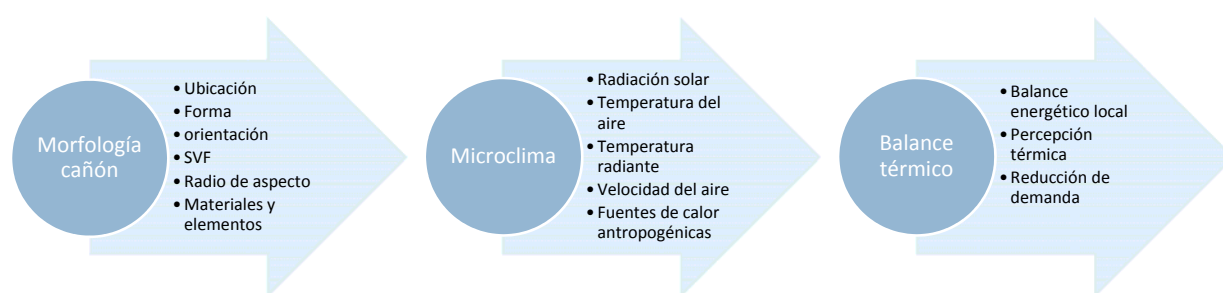 Morfología
cañón
• Ubicación
• Forma
• orientación
• SVF
• Radio de aspecto
• Materiales y
elementos
Microclima
• Radiación solar
• Temperatura del
aire
• Temperatura
radiante
• Velocidad del aire
• Fuentes de calor
antropogénicas
Balance
térmico
• Balance
energético local
• Percepción
térmica
• Reducción de
demanda